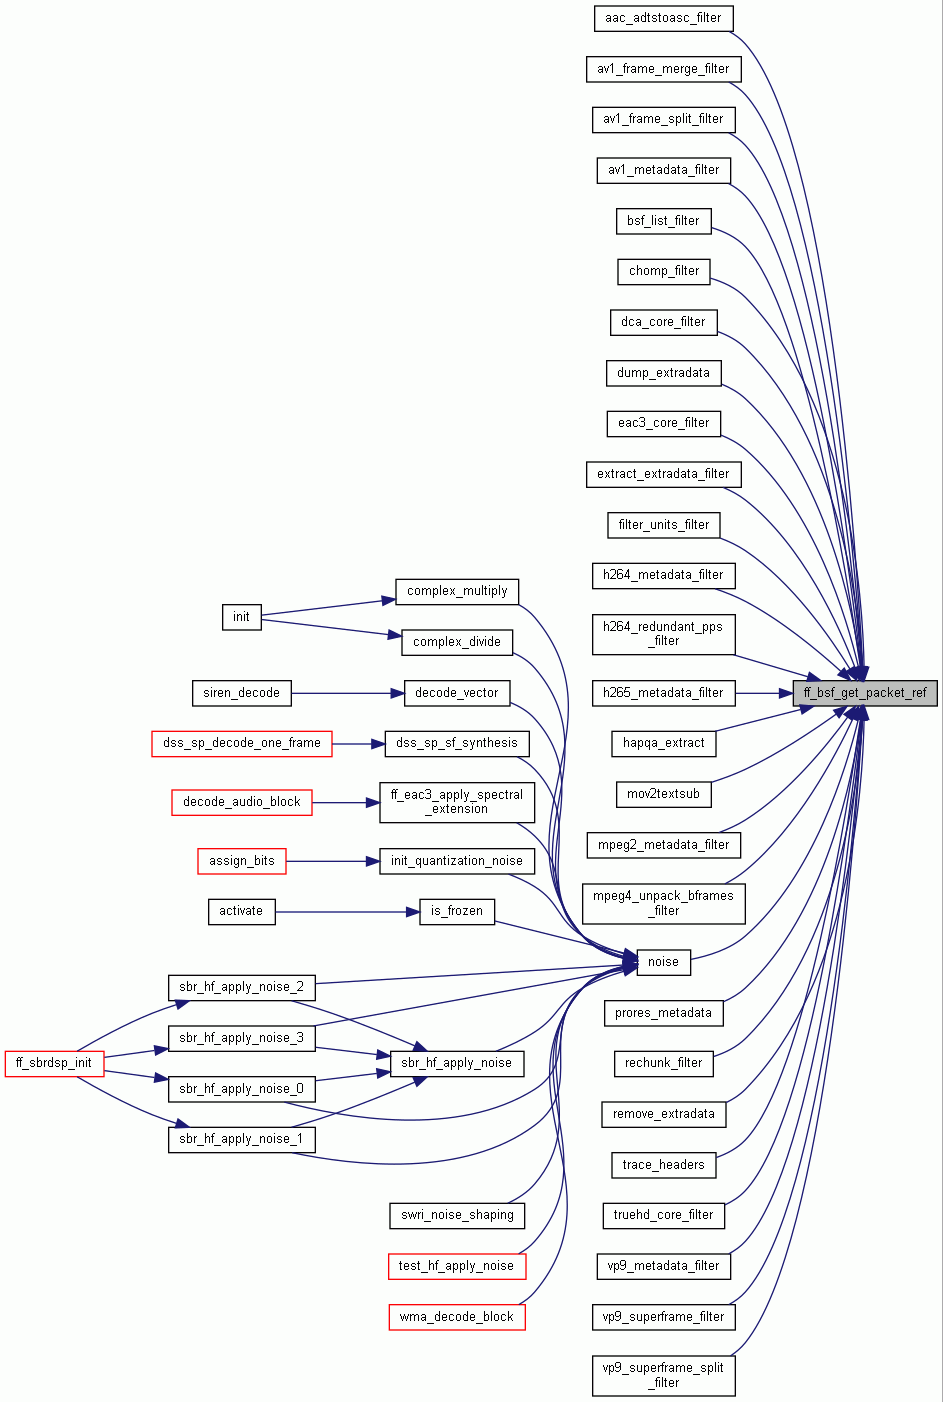 aac_adtstoasc_filter
av1_frame_merge_filter
av1_frame_split_filter
av1_metadata_filter
bsf_list_filter
chomp_filter
dca_core_filter
dump_extradata
eac3_core_filter
extract_extradata_filter
filter_units_filter
h264_metadata_filter
h264_redundant_pps
_filter
h265_metadata_filter
hapqa_extract
mov2textsub
mpeg2_metadata_filter
mpeg4_unpack_bframes
_filter
noise
prores_metadata
rechunk_filter
remove_extradata
trace_headers
truehd_core_filter
vp9_metadata_filter
vp9_superframe_filter
vp9_superframe_split
_filter
ff_bsf_get_packet_ref
complex_multiply
init
complex_divide
siren_decode
decode_vector
dss_sp_decode_one_frame
dss_sp_sf_synthesis
decode_audio_block
ff_eac3_apply_spectral
_extension
assign_bits
init_quantization_noise
activate
is_frozen
sbr_hf_apply_noise_2
sbr_hf_apply_noise_3
ff_sbrdsp_init
sbr_hf_apply_noise
sbr_hf_apply_noise_0
sbr_hf_apply_noise_1
swri_noise_shaping
test_hf_apply_noise
wma_decode_block